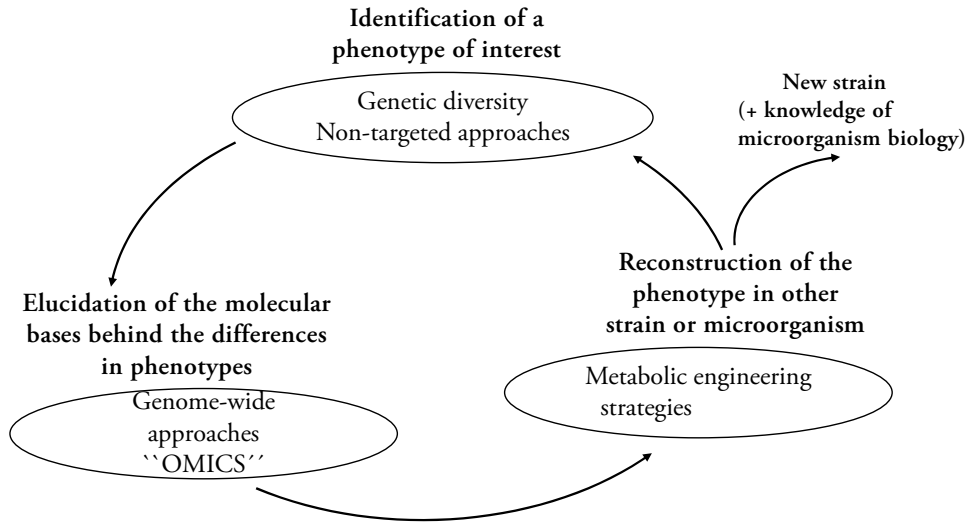 Identification of a
phenotype of interest
Genetic diversity
Non-targeted approaches
New strain
(+ knowledge of
microorganism biology)
Elucidation of the molecular
bases behind the differences
in phenotypes
Genome-wide
approaches
``OMICS´´
Reconstruction of the
phenotype in other
strain or microorganism
Metabolic engineering
strategies